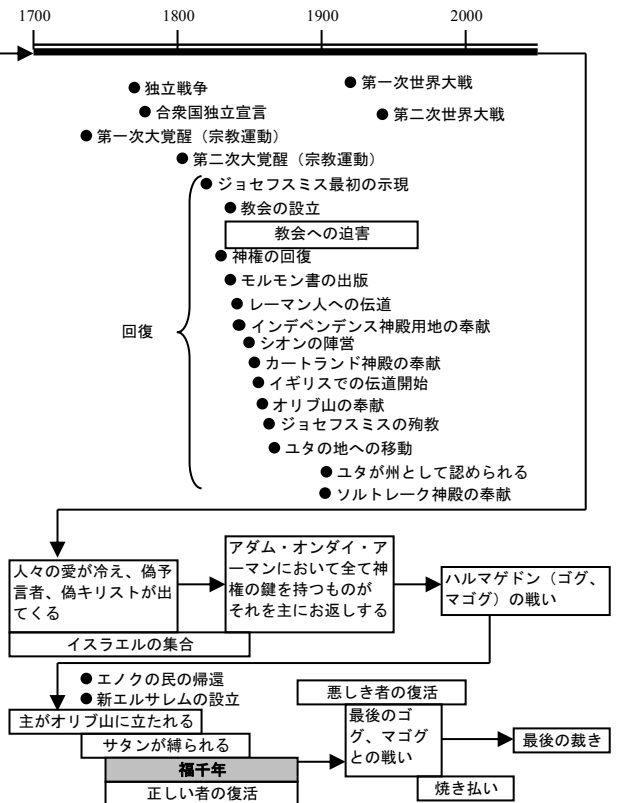 1700 1800 1900 2000
●独立戦争
●第一次世界大戦
●合衆国独立宣言
●第二次世界大戦
●第一次大覚醒（宗教運動）
●第二次大覚醒（宗教運動）
●ジョセフスミス最初の示現
●教会の設立
教会への迫害
●神権の回復
●モルモン書の出版
●レーマン人への伝道
回復
●インデペンデンス神殿用地の奉献
●シオンの陣営
●カートランド神殿の奉献
●イギリスでの伝道開始
●オリブ山の奉献
●ジョセフスミスの殉教
●ユタの地への移動
●ユタが州として認められる
●ソルトレーク神殿の奉献
人々の愛が冷え、偽予
言者、偽キリストが出
てくる
イスラエルの集合
アダム・オンダイ・ア
ーマンにおいて全て神
権の鍵を持つものが
それを主にお返しする
ハルマゲドン（ゴグ、
マゴグ）の戦い
●エノクの民の帰還
●新エルサレムの設立
主がオリブ山に立たれる
サタンが縛られる
福千年
正しい者の復活
悪しき者の復活
最後のゴ
グ、マゴグ
との戦い
焼き払い
最後の裁き